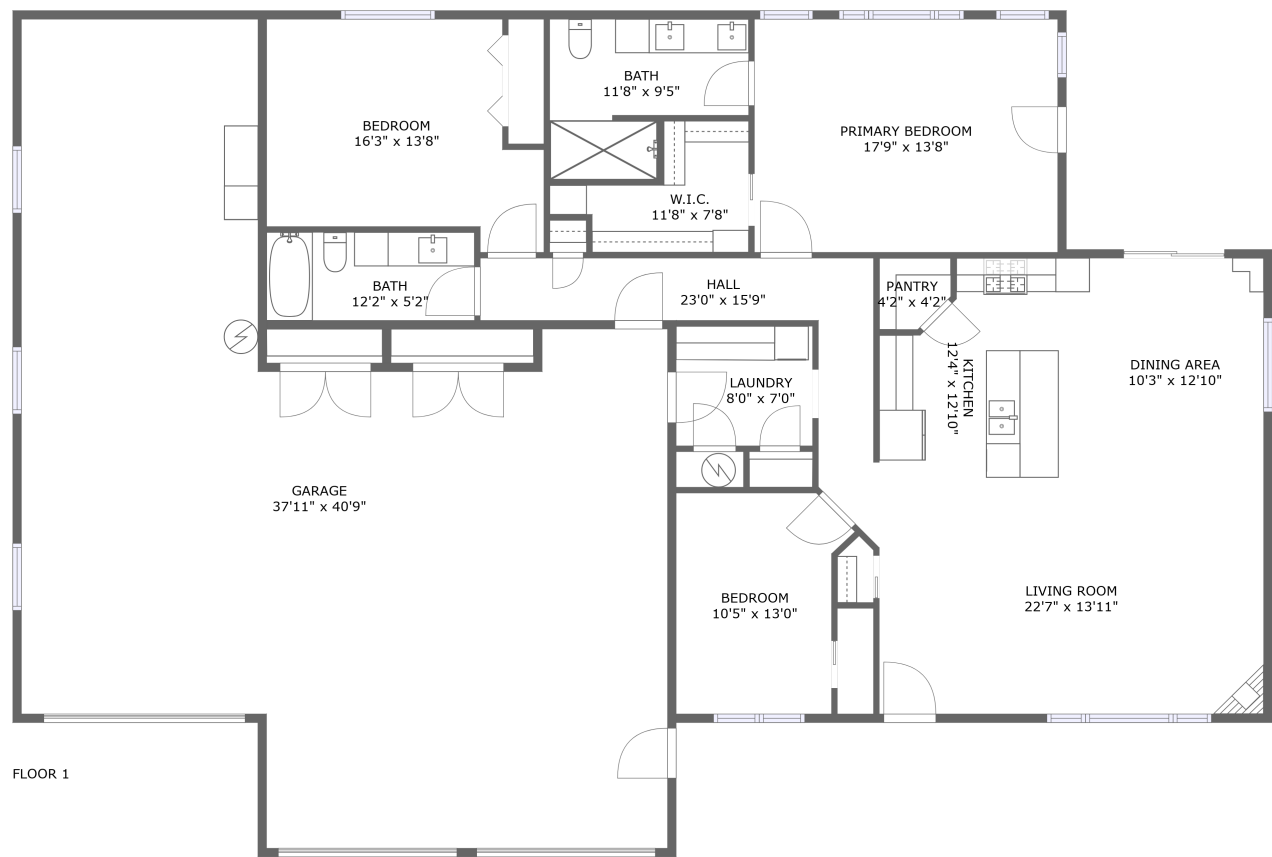 BATH
11'8" x 9'5"
BEDROOM
16'3" x 13'8"
PRIMARY BEDROOM
17'9" x 13'8"
W.I.C.
11'8" x 7'8"
BATH
12'2" x 5'2"
HALL
23'0" x 15'9"
PANTRY
4'2" x 4'2"
KITCHEN
12'4" x 12'10"
DINING AREA
10'3" x 12'10"
LAUNDRY
8'0" x 7'0"
GARAGE
37'11" x 40'9"
BEDROOM
10'5" x 13'0"
LIVING ROOM
22'7" x 13'11"
FLOOR 1